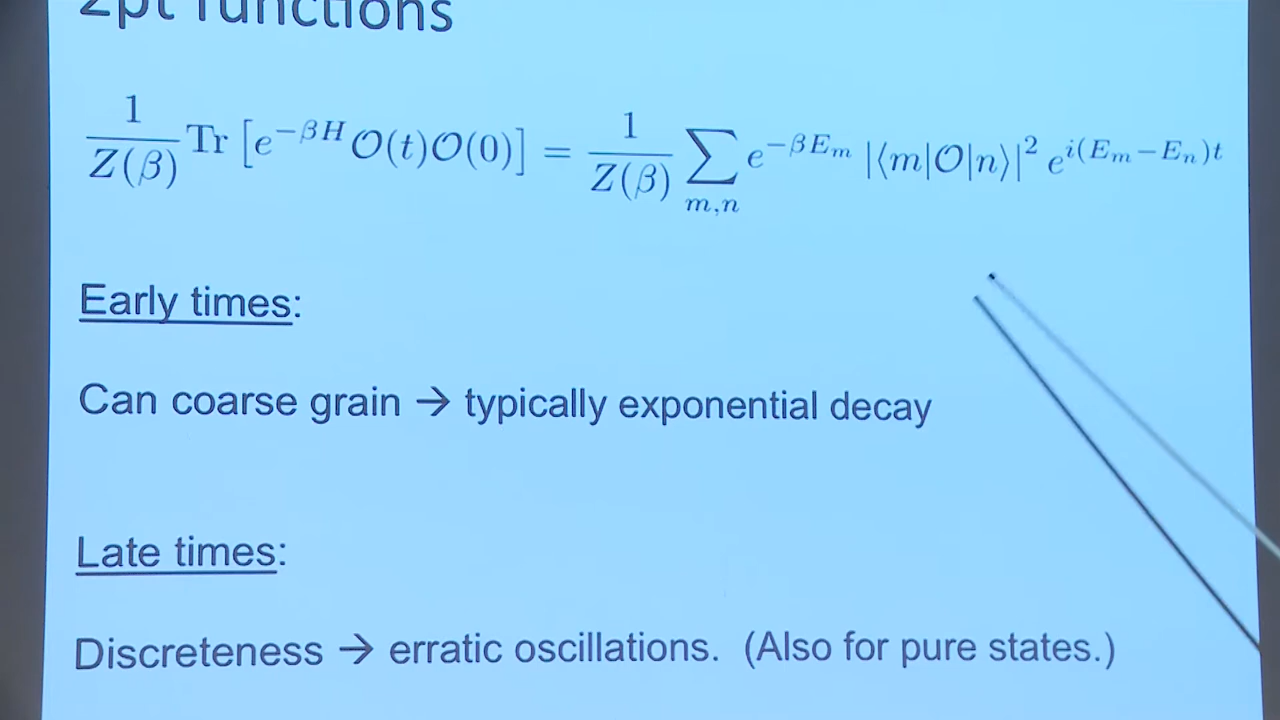 2pt functions
$\frac{1}{Z(\beta)} \mathrm{Tr}\left[e^{-\beta H} \mathcal{O}(t)\mathcal{O}(0)\right] = \frac{1}{Z(\beta)} \sum_{m,n} e^{-\beta E_m} \left|\langle m|\mathcal{O}|n\rangle\right|^2 e^{i(E_m - E_n)t}$
Early times:
Can coarse grain → typically exponential decay
Late times:
Discreteness → erratic oscillations. (Also for pure states.)